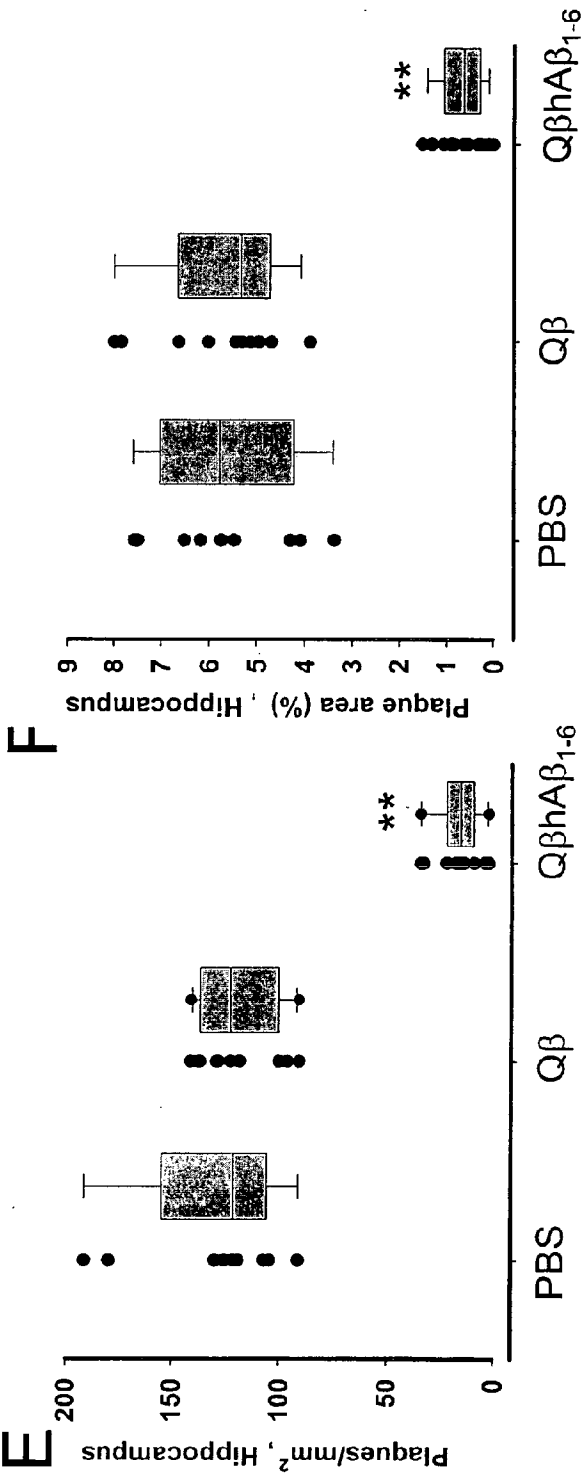 E
Plaques/mm², Hippocampus
200
150
100
50
0
**
PBS
Qβ
QβhAβ1-6
F
Plaque area (%) , Hippocampus
9
8
7
6
5
4
3
2
1
0
**
PBS
Qβ
QβhAβ1-6